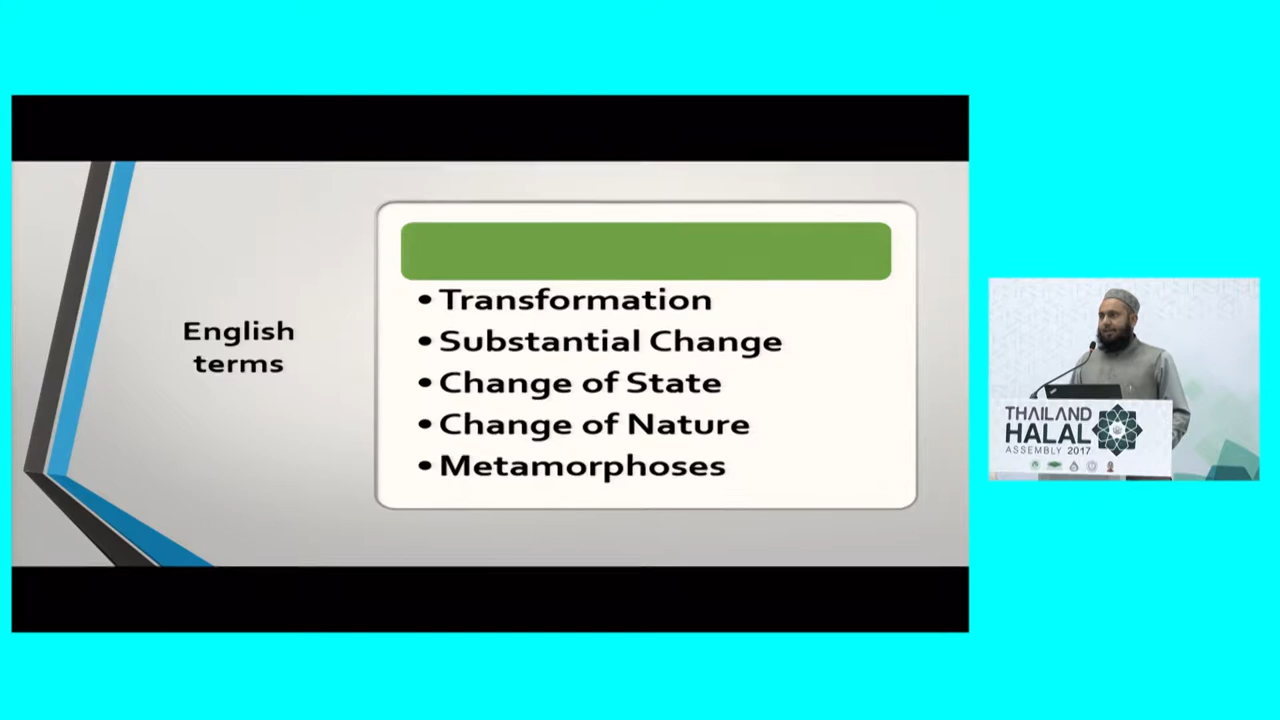 English
terms
• Transformation
• Substantial Change
• Change of State
• Change of Nature
• Metamorphoses
THAILAND
HALAL
ASSEMBLY 2017